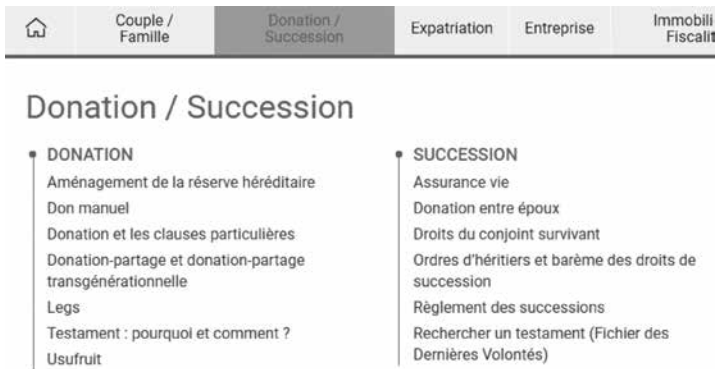 Couple /
Famille
Donation /
Succession
Expatriation
Entreprise
Immobili
Fiscalit
Donation / Succession
DONATION
Aménagement de la réserve héréditaire
Don manuel
Donation et les clauses particulières
Donation-partage et donation-partage
transgénérationnelle
Legs
Testament : pourquoi et comment ?
Usufruit
SUCCESSION
Assurance vie
Donation entre époux
Droits du conjoint survivant
Ordres d'héritiers et barème des droits de
succession
Règlement des successions
Rechercher un testament (Fichier des
Dernières Volontés)